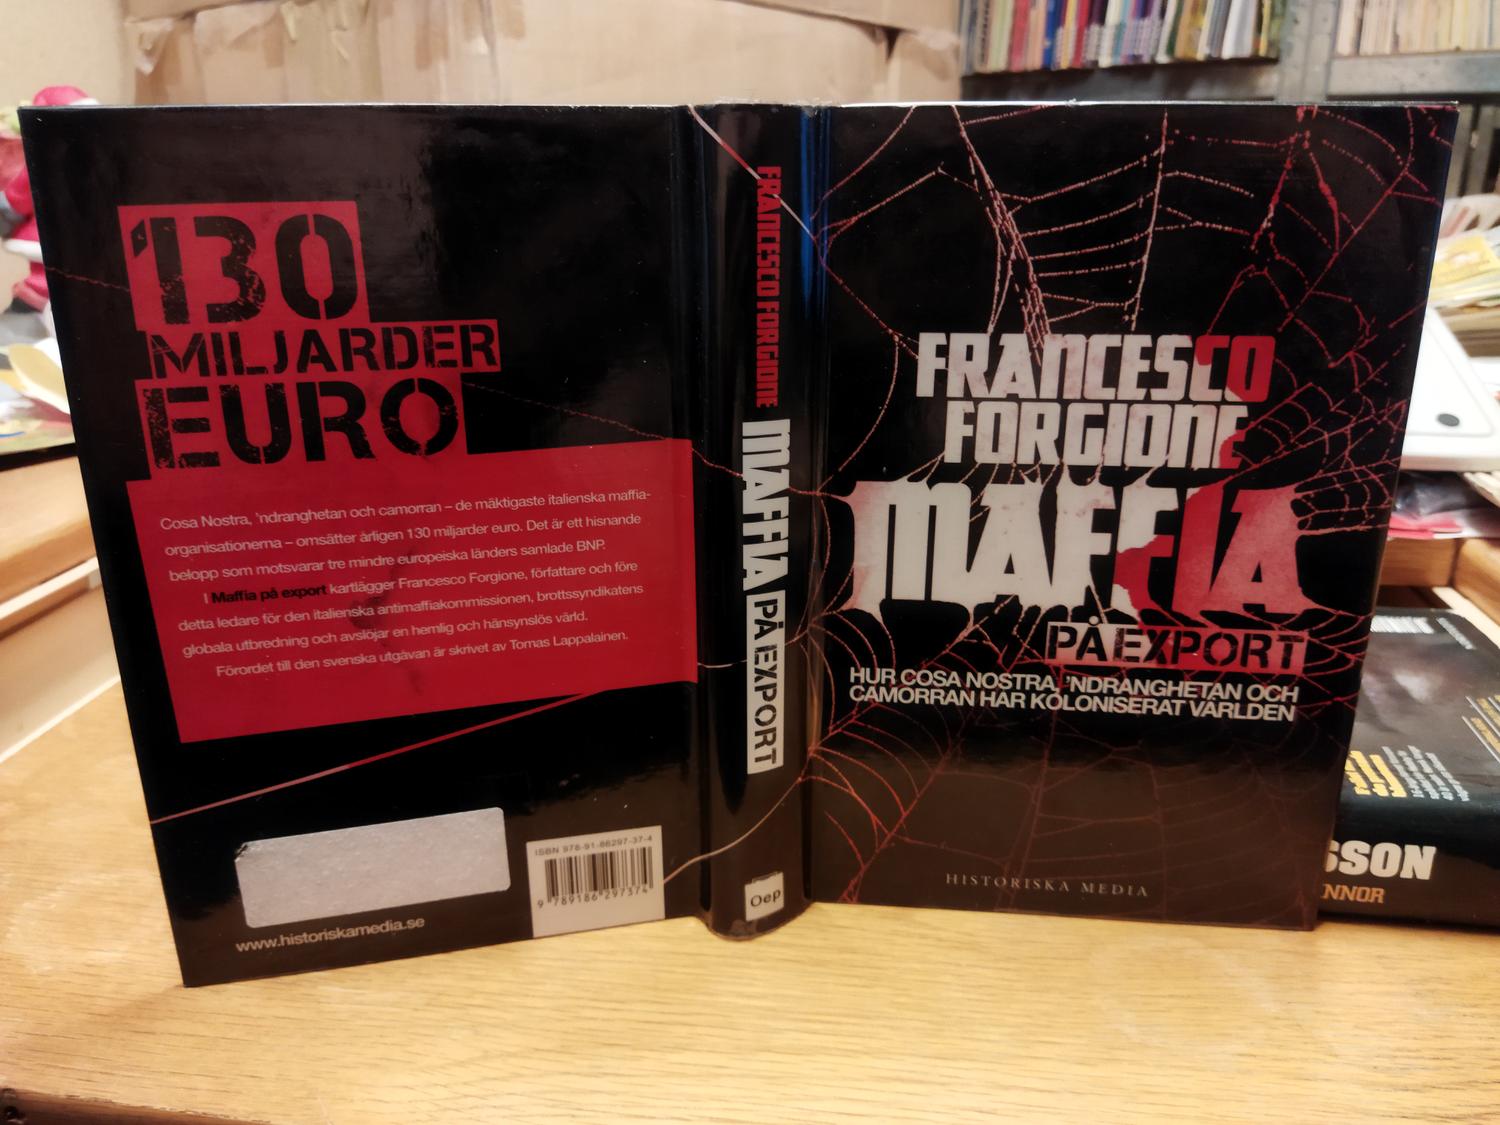 130
MILJARDER
EURO
Cosa Nostra, 'ndranghetan och camorran – de mäktigaste italienska maffia-
organisationerna – omsätter årligen 130 miljarder euro. Det är ett hisnande
belopp som motsvarar tre mindre europeiska länders samlade BNP.
I Maffia på export kartlägger Francesco Forgione, författare och före
detta ledare för den italienska antimaffiakommissionen, brottssyndikatens
globala utbredning och avslöjar en hemlig och hänsynslös värld.
Förordet till den svenska utgåvan är skrivet av Tomas Lappalainen.
ISBN 978-91-86297-37-4
9 789186 297374
www.historiskamedia.se
FRANCESCO FORGIONE MAFFIA PÅ EXPORT
Oep
FRANCESCO
FORGIONE
MAFFIA
PÅ EXPORT
HUR COSA NOSTRA, 'NDRANGHETAN OCH
CAMORRAN HAR KOLONISERAT VÄRLDEN
HISTORISKA MEDIA
SSON
NNOR